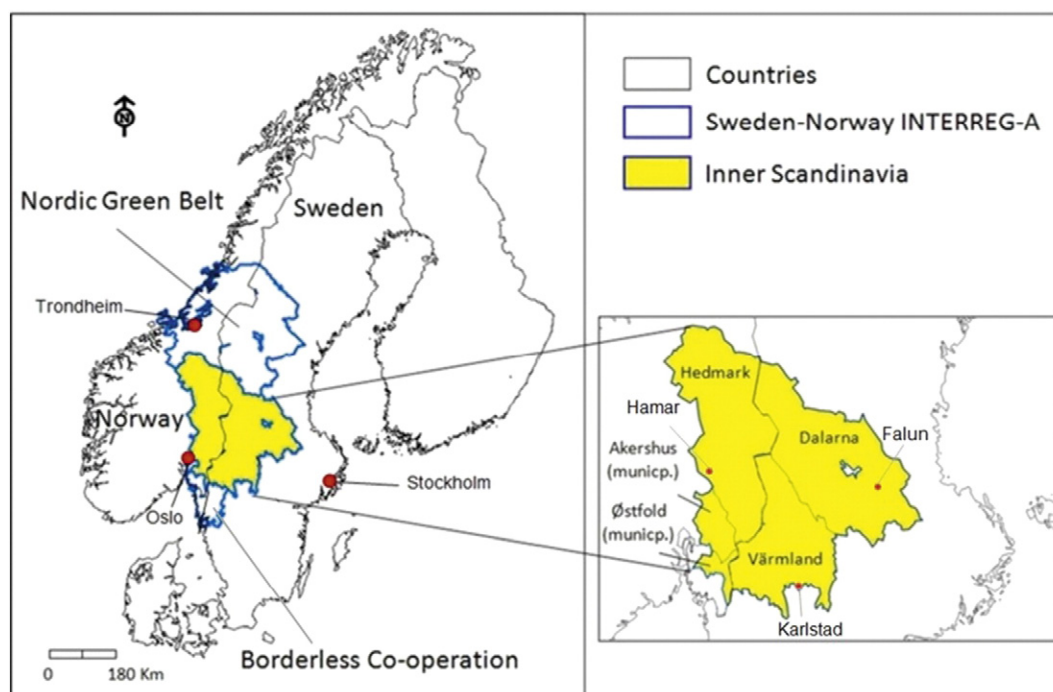 N
Nordic Green Belt
Sweden
Trondheim
Norway
Oslo
Stockholm
Borderless Co-operation
0 180 Km
Countries
Sweden-Norway INTERREG-A
Inner Scandinavia
Hedmark
Hamar
Dalarna
Falun
Akershus
(municp.)
Østfold
(municp.)
Värmland
Karlstad